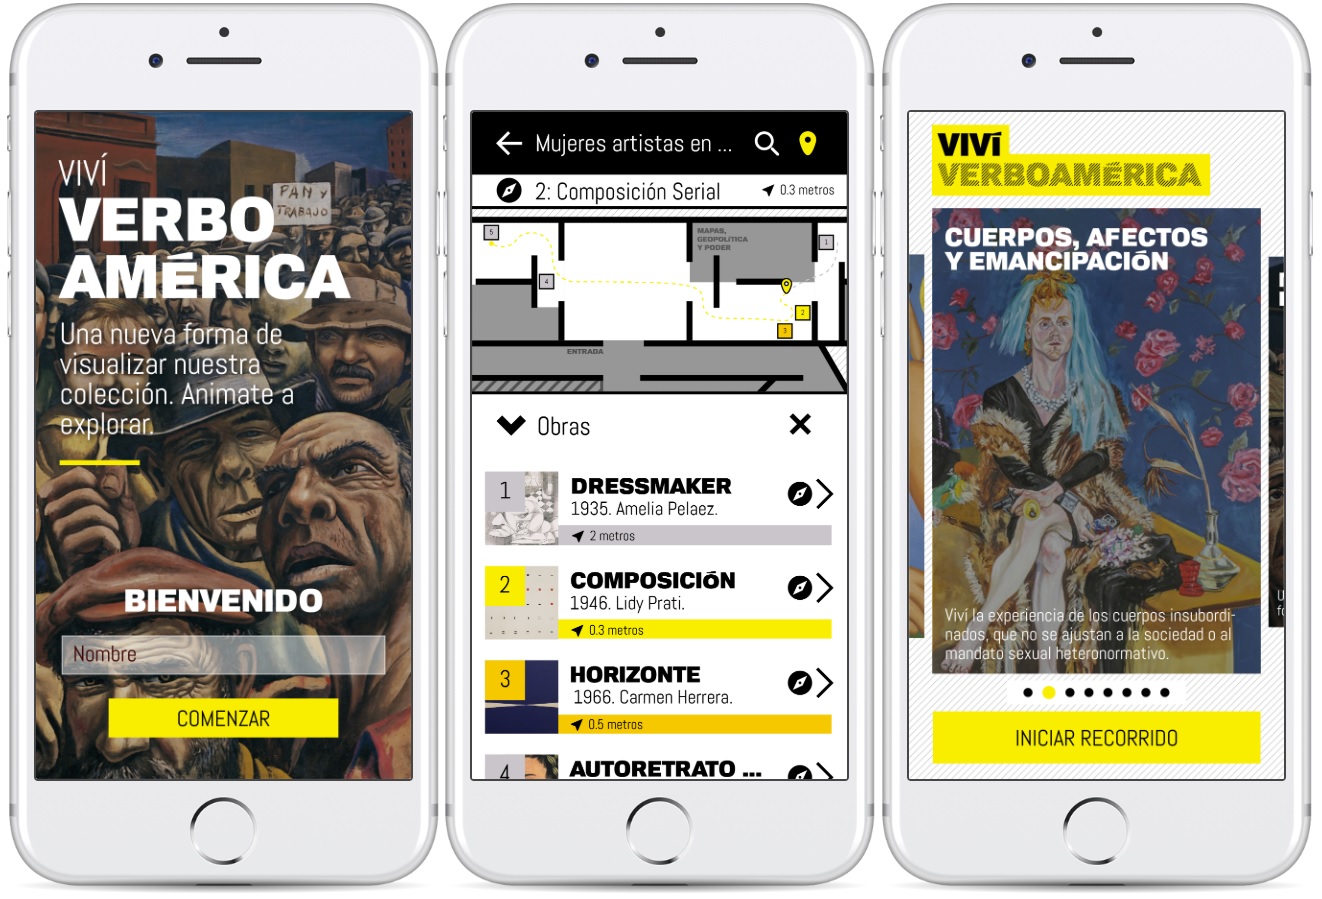 VIVÍ
VERBO
AMÉRICA
PAN Y
TRABAJO
Una nueva forma de
visualizar nuestra
colección. Animate a
explorar.
BIENVENIDO
Nombre
COMENZAR
Mujeres artistas en ...
2: Composición Serial
0.3 metros
5
MAPAS,
GEOPOLITICA
Y PODER
1
4
2
3
ENTRADA
Obras
1
DRESSMAKER
1935. Amelia Pelaez.
2 metros
2
COMPOSICIÓN
1946. Lidy Prati.
0.3 metros
3
HORIZONTE
1966. Carmen Herrera.
0.5 metros
4
AUTORETRATO ...
VIVÍ
VERBOAMÉRICA
CUERPOS, AFECTOS
Y EMANCIPACIÓN
Viví la experiencia de los cuerpos insubordi-
nados, que no se ajustan a la sociedad o al
mandato sexual heteronormativo.
INICIAR RECORRIDO